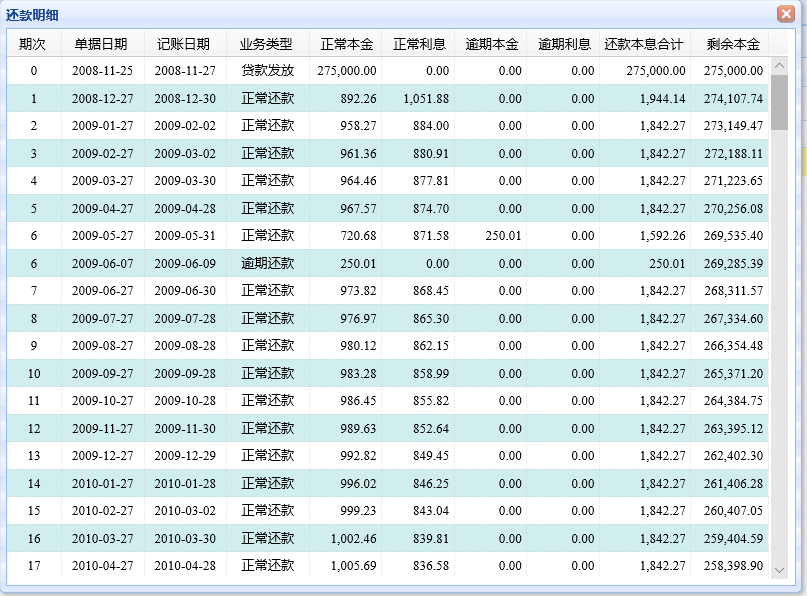 还款明细
期次 单据日期 记账日期 业务类型 正常本金 正常利息 逾期本金 逾期利息 还款本息合计 剩余本金
0 2008-11-25 2008-11-27 贷款发放 275,000.00 0.00 0.00 0.00 275,000.00 275,000.00
1 2008-12-27 2008-12-30 正常还款 892.26 1,051.88 0.00 0.00 1,944.14 274,107.74
2 2009-01-27 2009-02-02 正常还款 958.27 884.00 0.00 0.00 1,842.27 273,149.47
3 2009-02-27 2009-03-02 正常还款 961.36 880.91 0.00 0.00 1,842.27 272,188.11
4 2009-03-27 2009-03-30 正常还款 964.46 877.81 0.00 0.00 1,842.27 271,223.65
5 2009-04-27 2009-04-28 正常还款 967.57 874.70 0.00 0.00 1,842.27 270,256.08
6 2009-05-27 2009-05-31 正常还款 720.68 871.58 250.01 0.00 1,592.26 269,535.40
6 2009-06-07 2009-06-09 逾期还款 250.01 0.00 0.00 0.00 250.01 269,285.39
7 2009-06-27 2009-06-30 正常还款 973.82 868.45 0.00 0.00 1,842.27 268,311.57
8 2009-07-27 2009-07-28 正常还款 976.97 865.30 0.00 0.00 1,842.27 267,334.60
9 2009-08-27 2009-08-28 正常还款 980.12 862.15 0.00 0.00 1,842.27 266,354.48
10 2009-09-27 2009-09-28 正常还款 983.28 858.99 0.00 0.00 1,842.27 265,371.20
11 2009-10-27 2009-10-28 正常还款 986.45 855.82 0.00 0.00 1,842.27 264,384.75
12 2009-11-27 2009-11-30 正常还款 989.63 852.64 0.00 0.00 1,842.27 263,395.12
13 2009-12-27 2009-12-29 正常还款 992.82 849.45 0.00 0.00 1,842.27 262,402.30
14 2010-01-27 2010-01-28 正常还款 996.02 846.25 0.00 0.00 1,842.27 261,406.28
15 2010-02-27 2010-03-02 正常还款 999.23 843.04 0.00 0.00 1,842.27 260,407.05
16 2010-03-27 2010-03-30 正常还款 1,002.46 839.81 0.00 0.00 1,842.27 259,404.59
17 2010-04-27 2010-04-28 正常还款 1,005.69 836.58 0.00 0.00 1,842.27 258,398.90